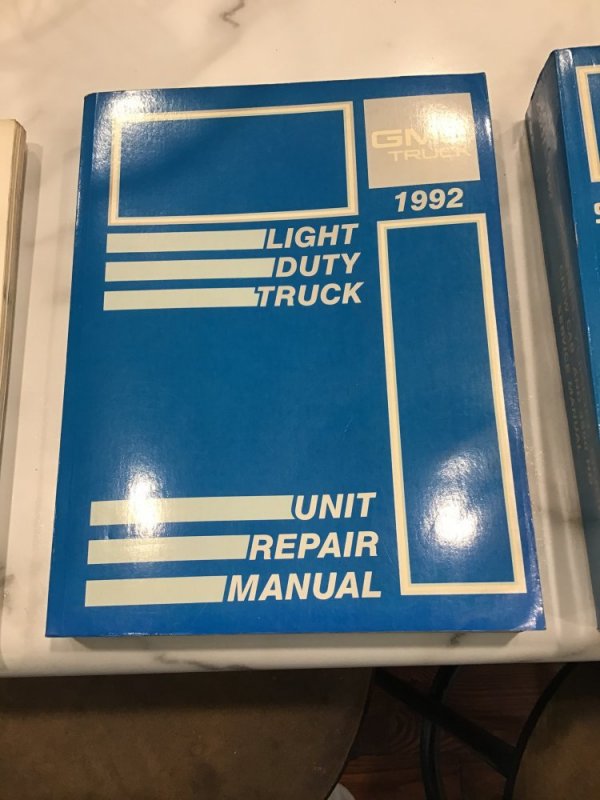 GMC
TRUCK
1992
LIGHT
DUTY
TRUCK
UNIT
REPAIR
MANUAL